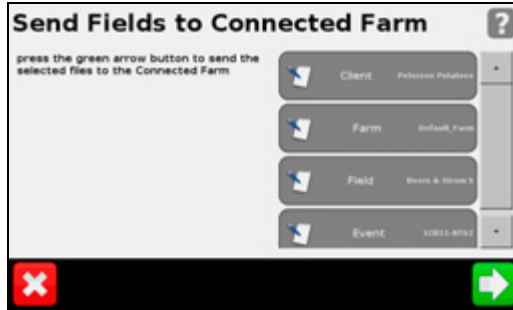 Send Fields to Connected Farm
?
press the green arrow button to send the
selected files to the Connected Farm
Client Peterson Potatoes
Farm Default_Farm
Field
Event